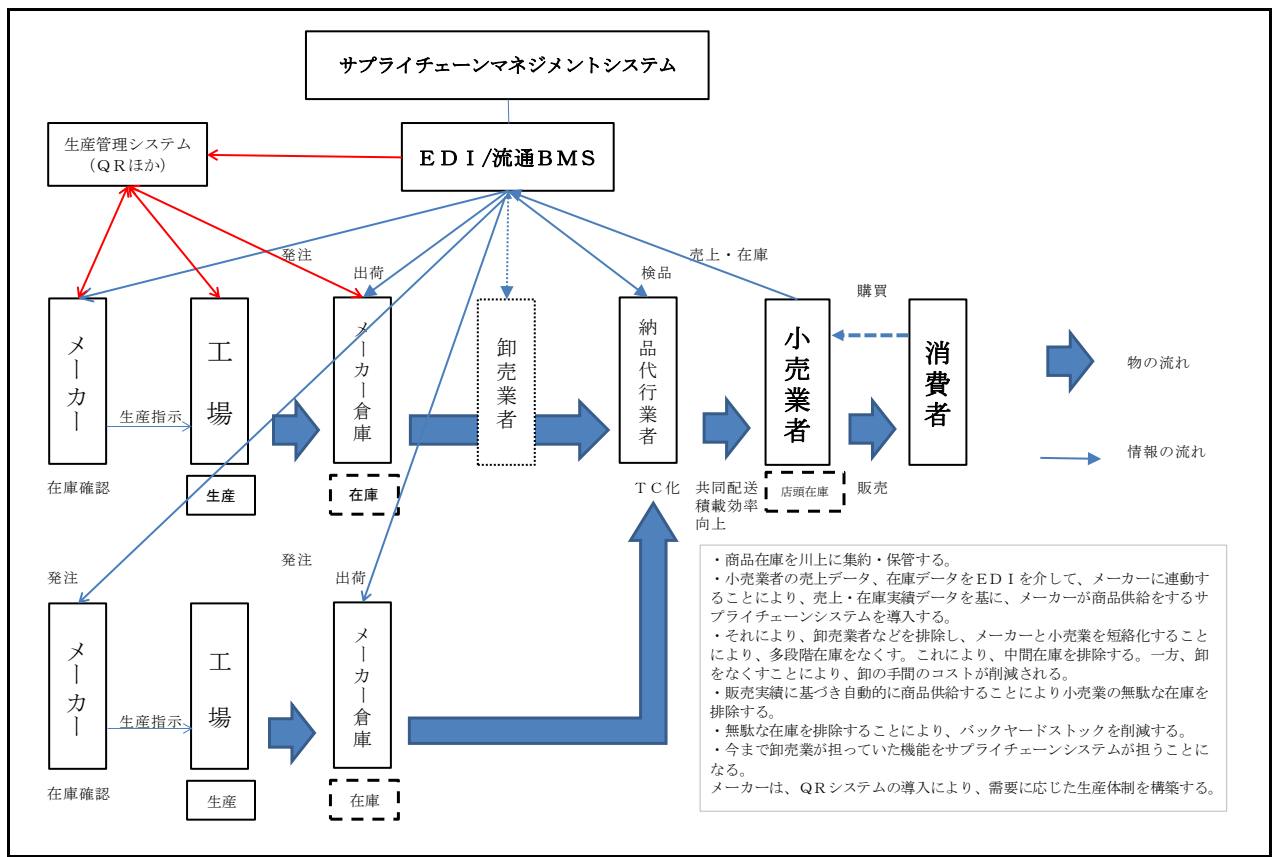 サプライチェーンマネジメントシステム
生産管理システム
（ＱＲほか）
ＥＤＩ/流通ＢＭＳ
発注
出荷
検品
売上・在庫
購買
メーカー
工場
メーカー倉庫
卸売業者
納品代行業者
小売業者
消費者
物の流れ
情報の流れ
生産指示
在庫確認
生産
在庫
ＴＣ化
共同配送
積載効率
向上
店頭在庫
販売
発注
発注
出荷
メーカー
工場
メーカー倉庫
生産指示
在庫確認
生産
在庫
・商品在庫を川上に集約・保管する。
・小売業者の売上データ、在庫データをＥＤＩを介して、メーカーに連動す
ることにより、売上・在庫実績データを基に、メーカーが商品供給をするサ
プライチェーンシステムを導入する。
・それにより、卸売業者などを排除し、メーカーと小売業を短絡化すること
により、多段階在庫をなくす。これにより、中間在庫を排除する。一方、卸
をなくすことにより、卸の手間のコストが削減される。
・販売実績に基づき自動的に商品供給することにより小売業の無駄な在庫を
排除する。
・無駄な在庫を排除することにより、バックヤードストックを削減する。
・今まで卸売業が担っていた機能をサプライチェーンシステムが担うことに
なる。
メーカーは、ＱＲシステムの導入により、需要に応じた生産体制を構築する。